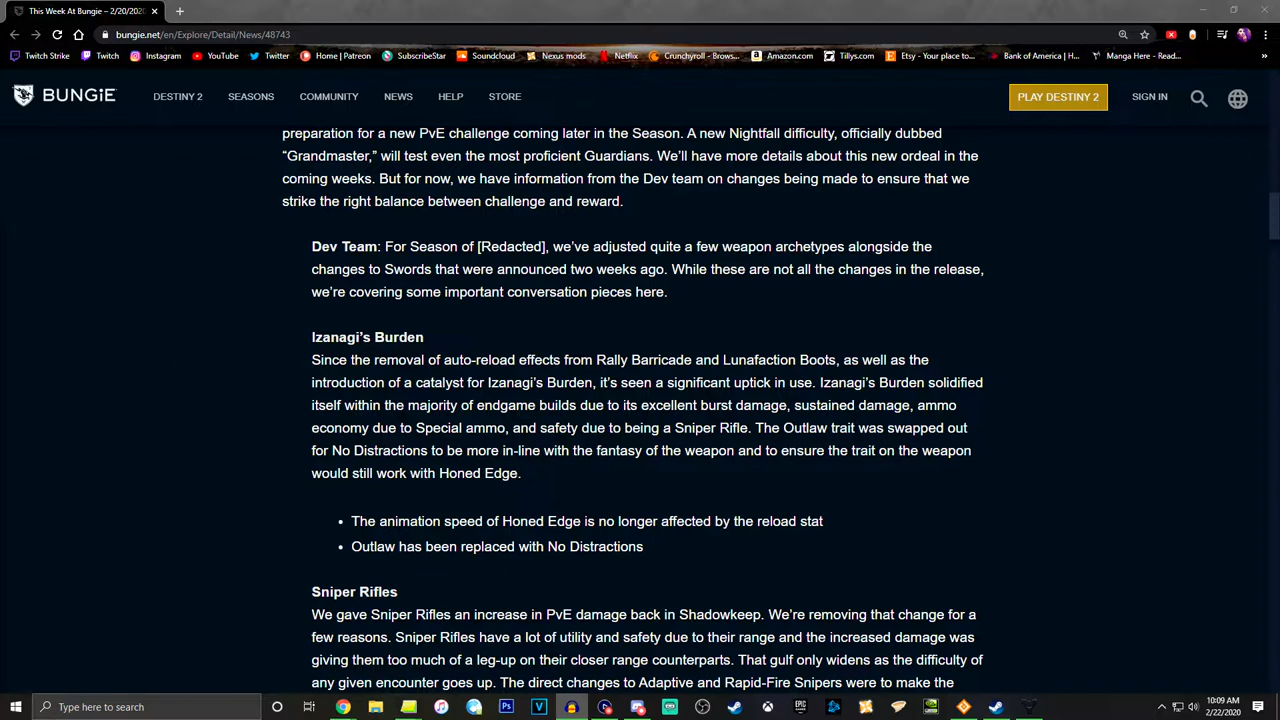 This Week At Bungie – 2/20/2020
bungie.net/en/Explore/Detail/News/48743
Twitch Strike
Twitch
Instagram
YouTube
Twitter
Home | Patreon
SubscribeStar
Soundcloud
Nexus mods
Netflix
Crunchyroll - Brows...
Amazon.com
Tillys.com
Etsy - Your place to...
Bank of America | H...
Manga Here - Read...
BUNGiE
DESTINY 2
SEASONS
COMMUNITY
NEWS
HELP
STORE
PLAY DESTINY 2
SIGN IN
preparation for a new PvE challenge coming later in the Season. A new Nightfall difficulty, officially dubbed
“Grandmaster,” will test even the most proficient Guardians. We’ll have more details about this new ordeal in the
coming weeks. But for now, we have information from the Dev team on changes being made to ensure that we
strike the right balance between challenge and reward.
Dev Team: For Season of [Redacted], we’ve adjusted quite a few weapon archetypes alongside the
changes to Swords that were announced two weeks ago. While these are not all the changes in the release,
we’re covering some important conversation pieces here.
Izanagi’s Burden
Since the removal of auto-reload effects from Rally Barricade and Lunafaction Boots, as well as the
introduction of a catalyst for Izanagi’s Burden, it’s seen a significant uptick in use. Izanagi’s Burden solidified
itself within the majority of endgame builds due to its excellent burst damage, sustained damage, ammo
economy due to Special ammo, and safety due to being a Sniper Rifle. The Outlaw trait was swapped out
for No Distractions to be more in-line with the fantasy of the weapon and to ensure the trait on the weapon
would still work with Honed Edge.
• The animation speed of Honed Edge is no longer affected by the reload stat
• Outlaw has been replaced with No Distractions
Sniper Rifles
We gave Sniper Rifles an increase in PvE damage back in Shadowkeep. We’re removing that change for a
few reasons. Sniper Rifles have a lot of utility and safety due to their range and the increased damage was
giving them too much of a leg-up on their closer range counterparts. That gulf only widens as the difficulty of
any given encounter goes up. The direct changes to Adaptive and Rapid-Fire Snipers were to make the
Type here to search
10:09 AM
2/22/2020